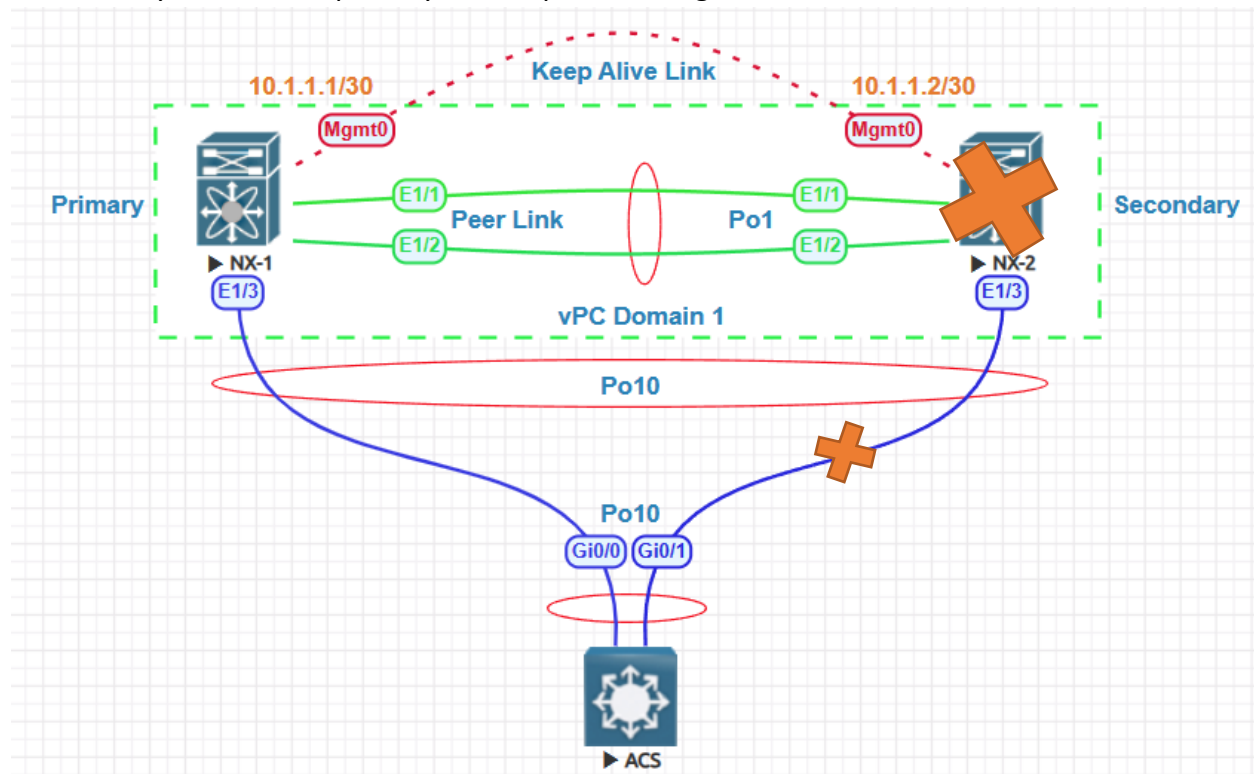 Keep Alive Link
10.1.1.1/30
10.1.1.2/30
Mgmt0
Mgmt0
Primary
E1/1
E1/1
Secondary
Peer Link
Po1
E1/2
E1/2
NX-1
NX-2
E1/3
E1/3
vPC Domain 1
Po10
Po10
Gi0/0
Gi0/1
ACS